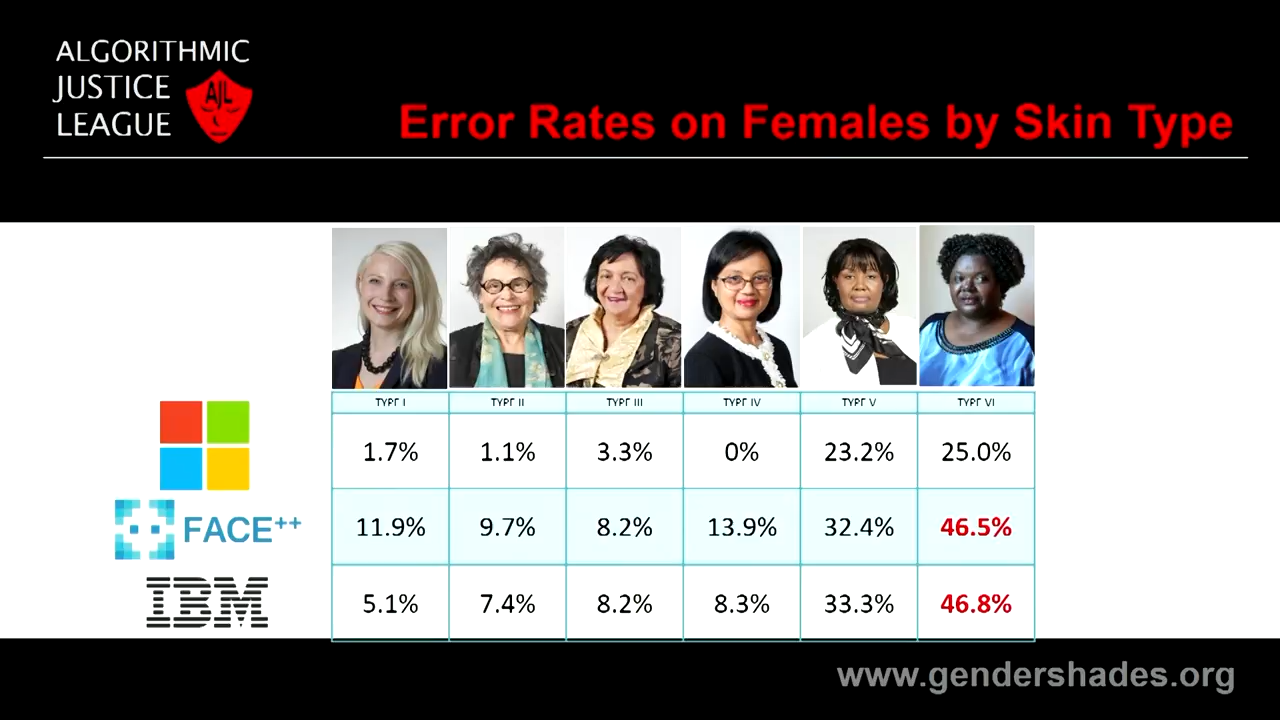 ALGORITHMIC
JUSTICE
LEAGUE
AJL
Error Rates on Females by Skin Type
TYPE I TYPE II TYPE III TYPE IV TYPE V TYPE VI
1.7% 1.1% 3.3% 0% 23.2% 25.0%
FACE++ 11.9% 9.7% 8.2% 13.9% 32.4% 46.5%
IBM 5.1% 7.4% 8.2% 8.3% 33.3% 46.8%
www.gendershades.org